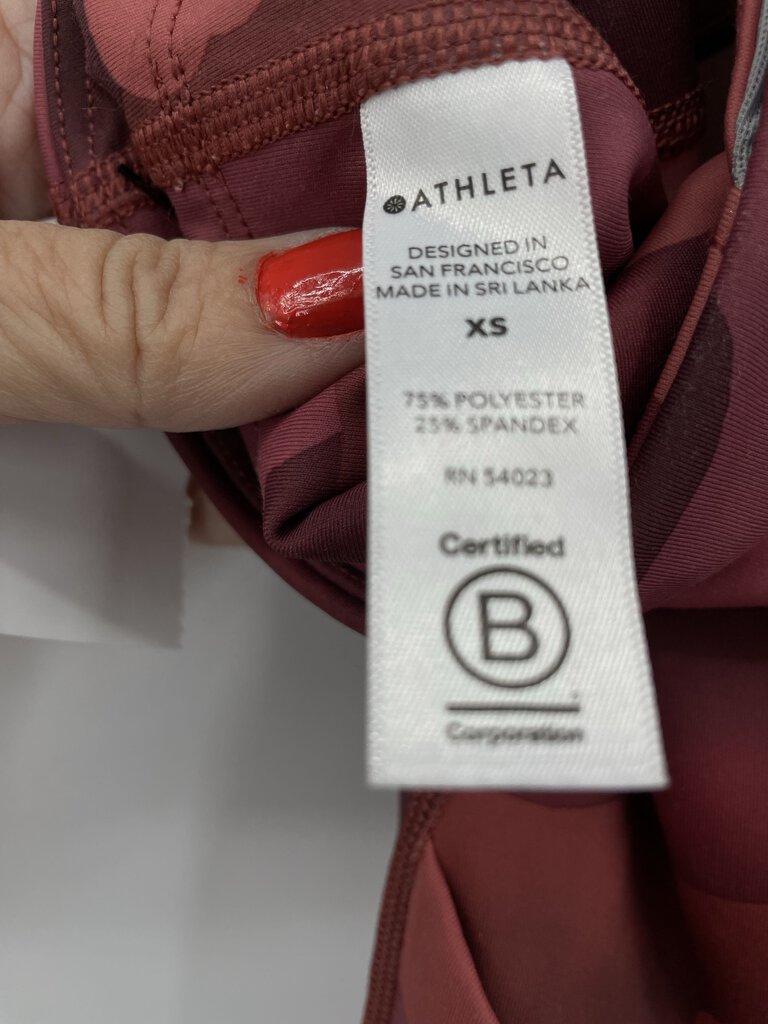 ATHLETA
DESIGNED IN
SAN FRANCISCO
MADE IN SRI LANKA
XS
75% POLYESTER
25% SPANDEX
RN 54023
Certified
B
Corporation